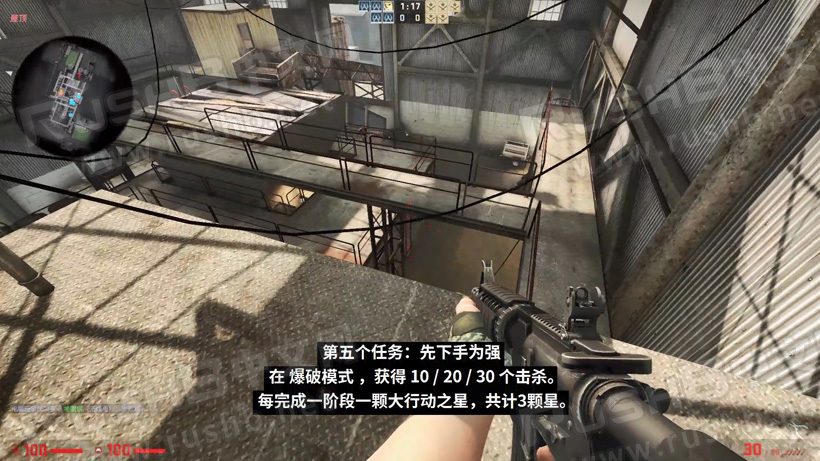 1:17
0 0
屋顶
第五个任务：先下手为强
在 爆破模式 ，获得 10 / 20 / 30 个击杀。
每完成一阶段一颗大行动之星，共计3颗星。
100
100
30